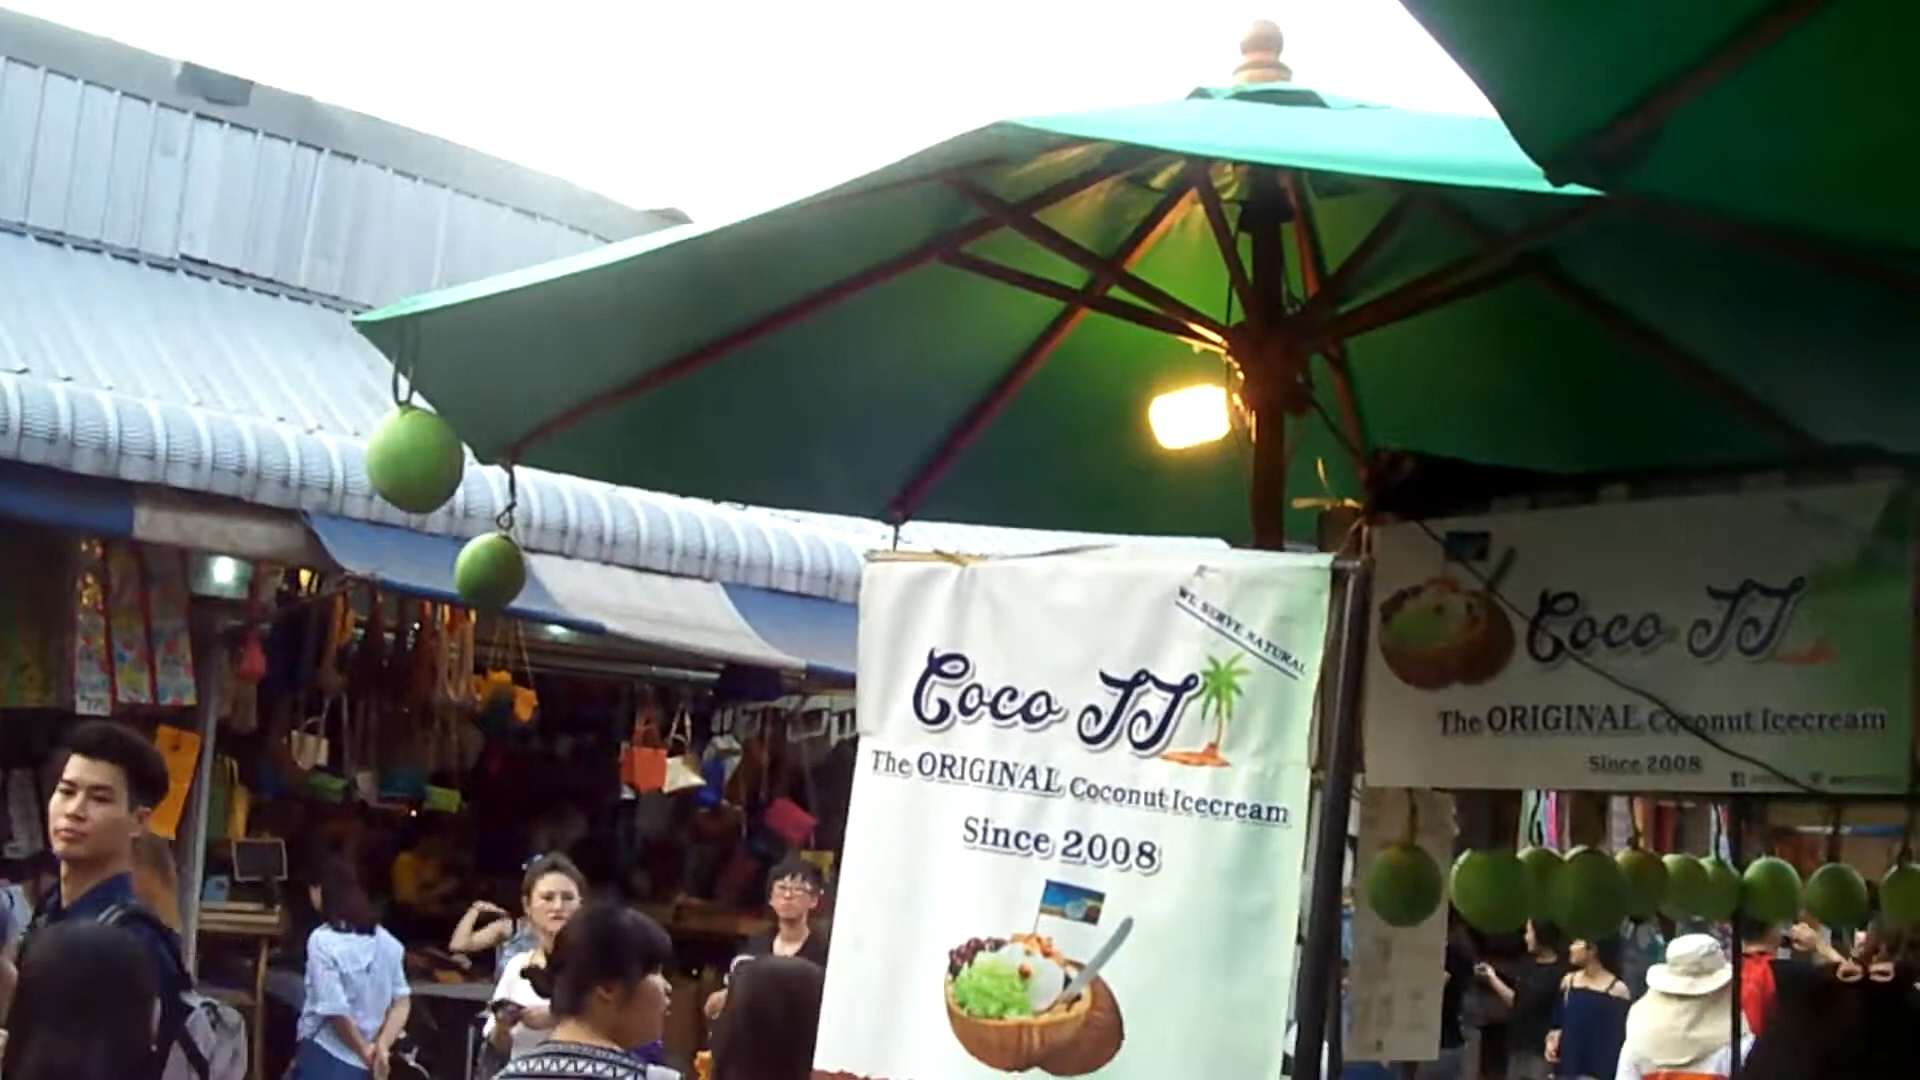 WE SERVE NATURAL
Coco JJ
The ORIGINAL Coconut Icecream
Since 2008
Coco JJ
The ORIGINAL Coconut Icecream
Since 2008